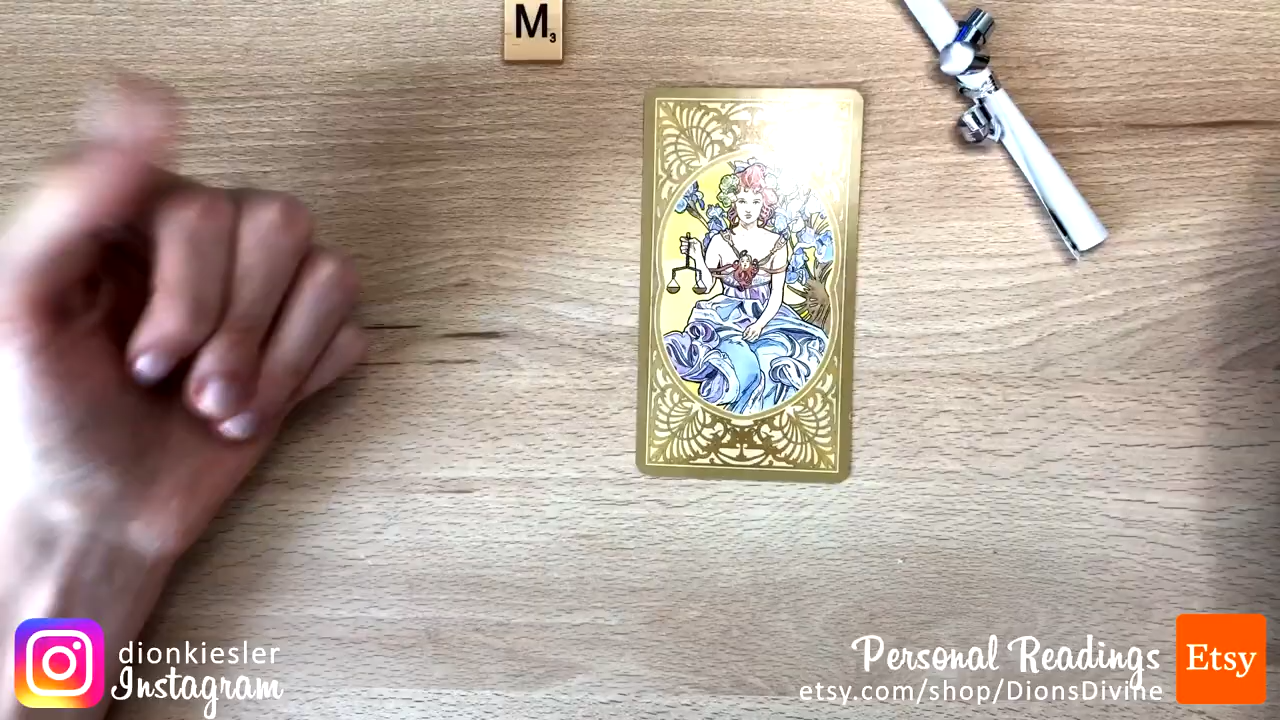 M3
dionkiesler
Instagram
Personal Readings
etsy.com/shop/DionsDivine
Etsy